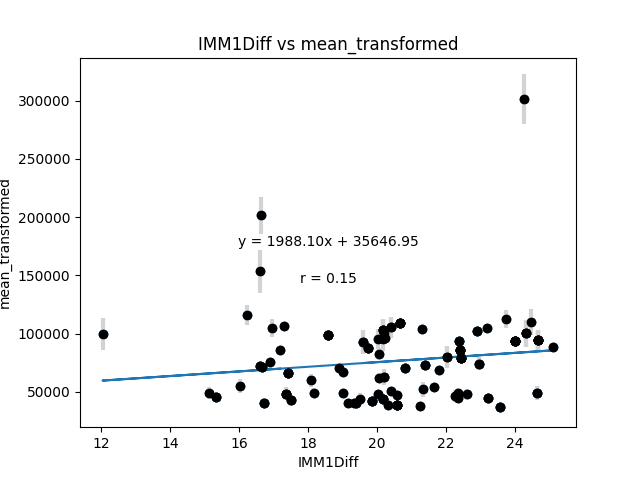 IMM1Diff vs mean_transformed
mean_transformed
300000
250000
200000
150000
100000
50000
y = 1988.10x + 35646.95
r = 0.15
12 14 16 18 20 22 24
IMM1Diff